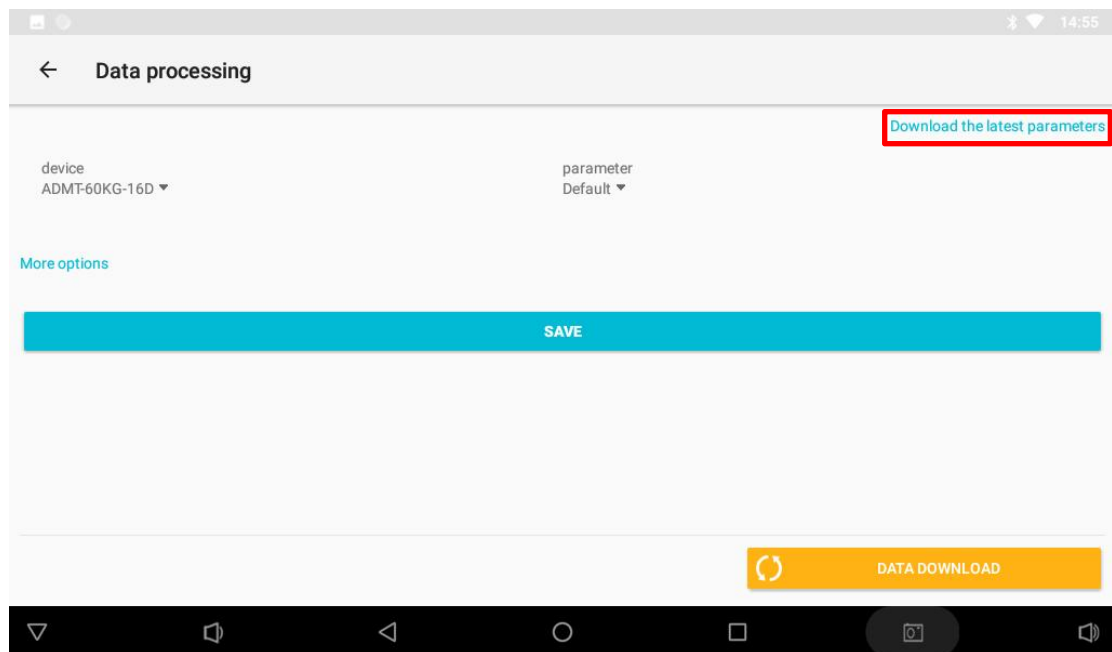 14:55
Data processing
Download the latest parameters
device
parameter
ADMT-60KG-16D
Default
More options
SAVE
DATA DOWNLOAD